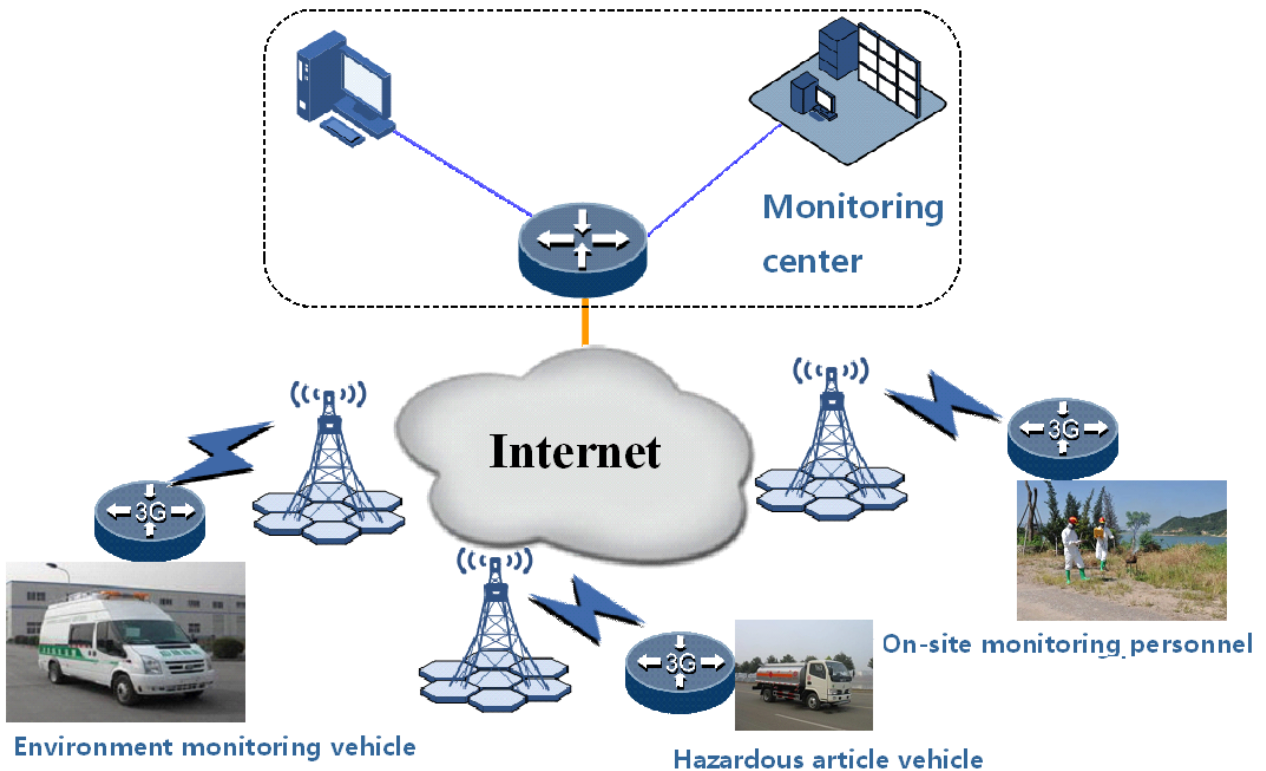 Monitoring
center
Internet
3G
3G
On-site monitoring personnel
3G
Environment monitoring vehicle
Hazardous article vehicle